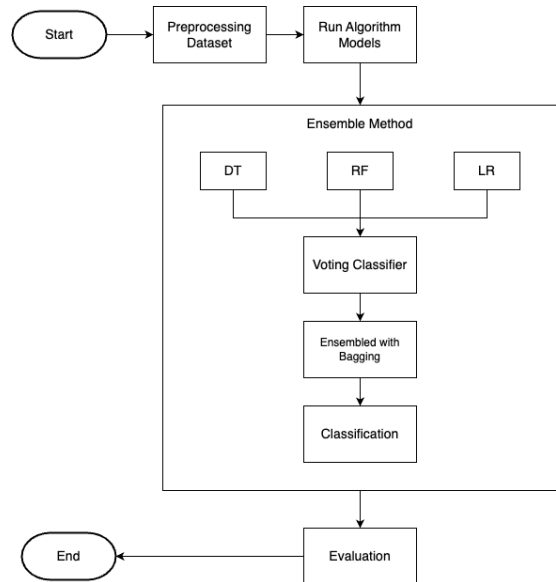 Start
Preprocessing
Dataset
Run Algorithm
Models
Ensemble Method
DT
RF
LR
Voting Classifier
Ensembled with
Bagging
Classification
End
Evaluation